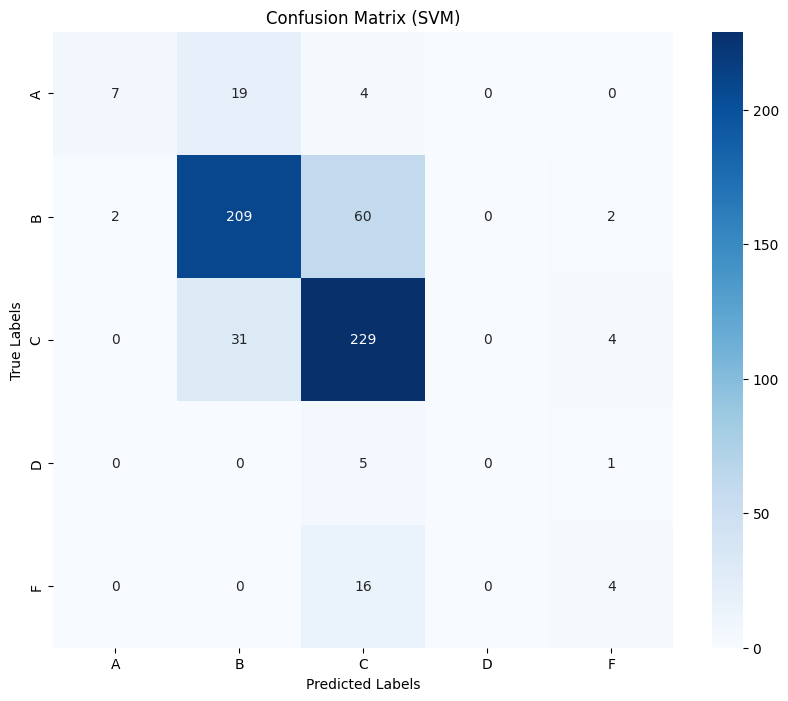 Confusion Matrix (SVM)
True Labels
A 7 19 4 0 0
B 2 209 60 0 2
C 0 31 229 0 4
D 0 0 5 0 1
F 0 0 16 0 4
A B C D F
Predicted Labels
200
150
100
50
0